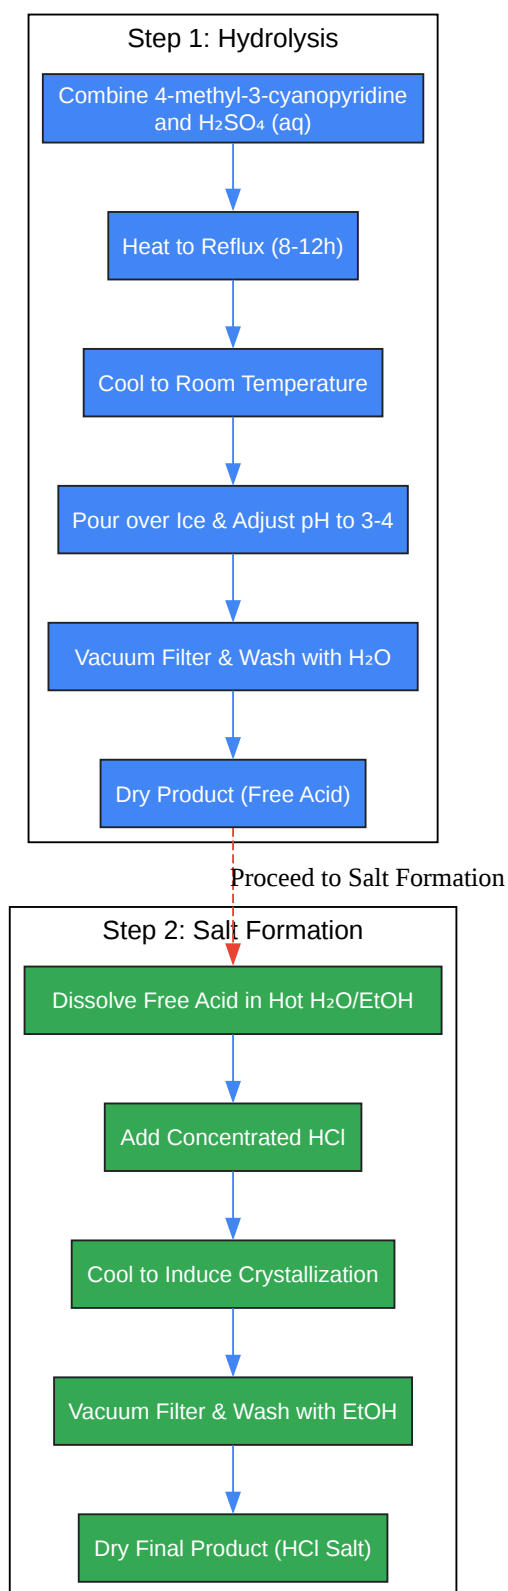 Step 1: Hydrolysis
Combine 4-methyl-3-cyanopyridine
and H₂SO₄ (aq)
Heat to Reflux (8-12h)
Cool to Room Temperature
Pour over Ice & Adjust pH to 3-4
Vacuum Filter & Wash with H₂O
Dry Product (Free Acid)
Proceed to Salt Formation
Step 2: Salt Formation
Dissolve Free Acid in Hot H₂O/EtOH
Add Concentrated HCl
Cool to Induce Crystallization
Vacuum Filter & Wash with EtOH
Dry Final Product (HCl Salt)